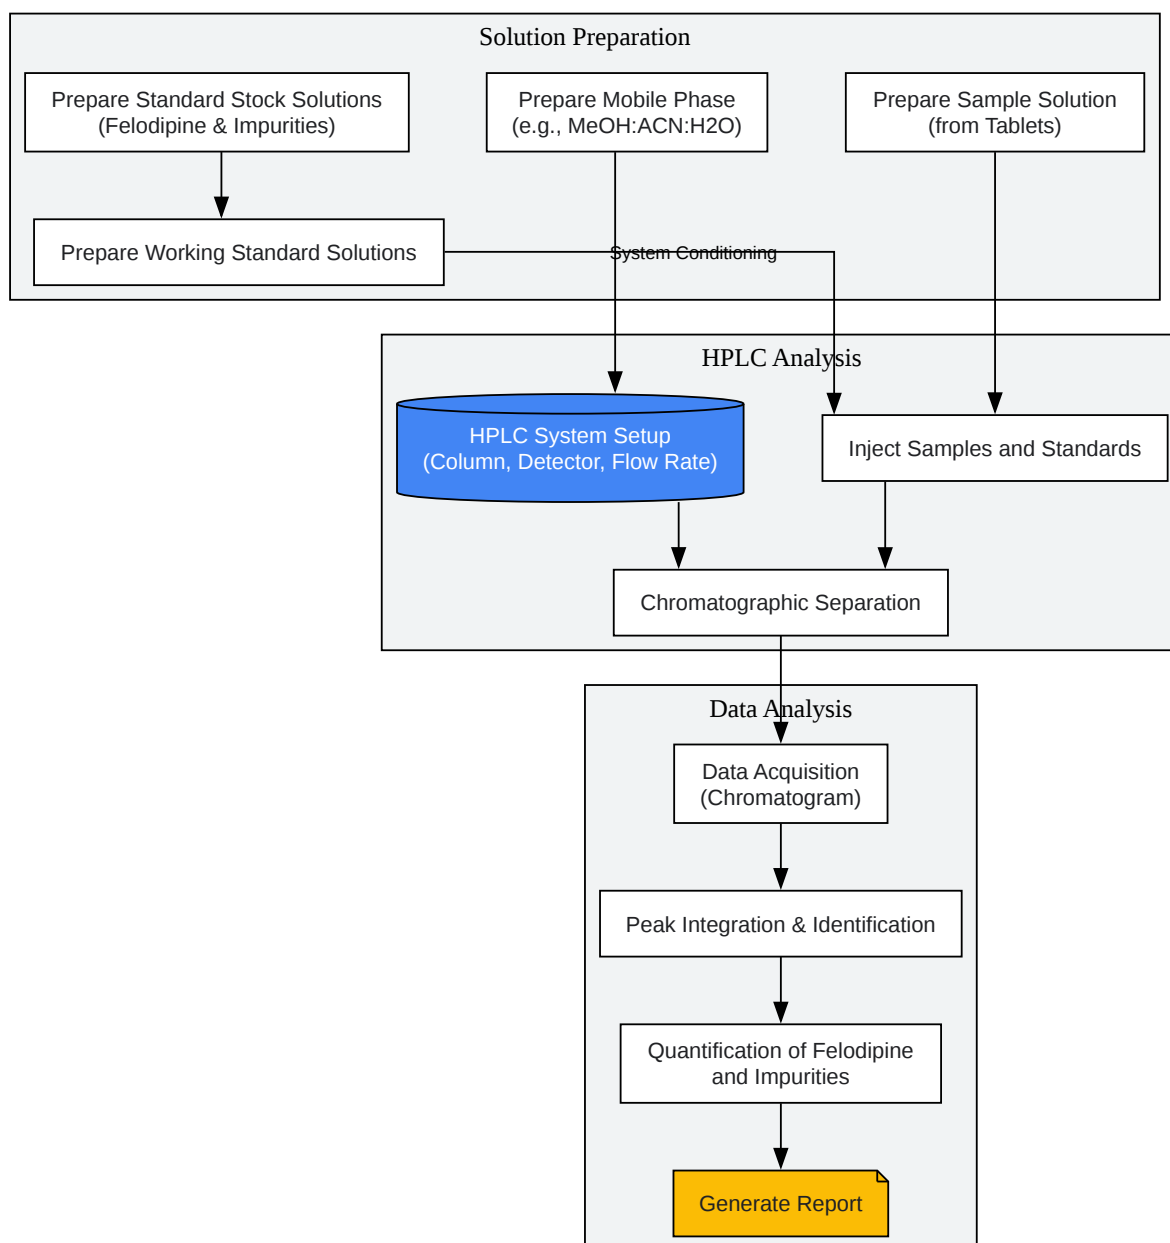 Solution Preparation
Prepare Standard Stock Solutions
(Felodipine & Impurities)
Prepare Mobile Phase
(e.g., MeOH:ACN:H2O)
Prepare Sample Solution
(from Tablets)
Prepare Working Standard Solutions
System Conditioning
HPLC Analysis
HPLC System Setup
(Column, Detector, Flow Rate)
Inject Samples and Standards
Chromatographic Separation
Data Analysis
Data Acquisition
(Chromatogram)
Peak Integration & Identification
Quantification of Felodipine
and Impurities
Generate Report